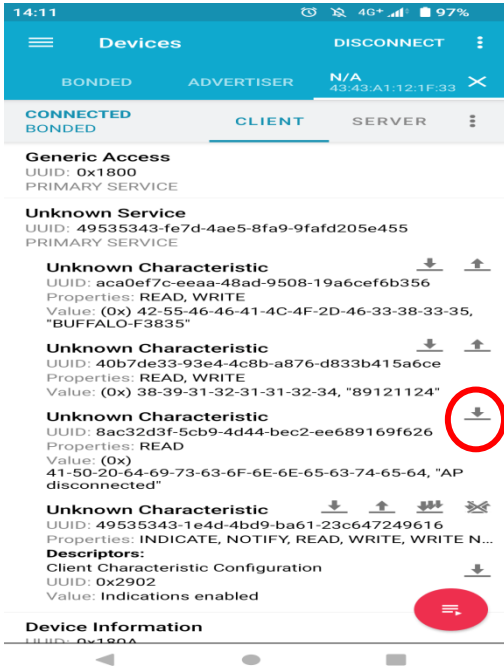 14:11 4G+ 97%
Devices DISCONNECT
BONDED ADVERTISER N/A
43:43:A1:12:1F:33
CONNECTED
BONDED CLIENT SERVER
Generic Access
UUID: 0x1800
PRIMARY SERVICE
Unknown Service
UUID: 49535343-fe7d-4ae5-8fa9-9fafd205e455
PRIMARY SERVICE
Unknown Characteristic
UUID: aca0ef7c-eeaa-48ad-9508-19a6cef6b356
Properties: READ, WRITE
Value: (0x) 42-55-46-46-41-4C-4F-2D-46-33-38-33-35,
"BUFFALO-F3835"
Unknown Characteristic
UUID: 40b7de33-93e4-4c8b-a876-d833b415a6ce
Properties: READ, WRITE
Value: (0x) 38-39-31-32-31-31-32-34, "89121124"
Unknown Characteristic
UUID: 8ac32d3f-5cb9-4d44-bec2-ee689169f626
Properties: READ
Value: (0x)
41-50-20-64-69-73-63-6F-6E-6E-65-63-74-65-64, "AP
disconnected"
Unknown Characteristic
UUID: 49535343-1e4d-4bd9-ba61-23c647249616
Properties: INDICATE, NOTIFY, READ, WRITE, WRITE N...
Descriptors:
Client Characteristic Configuration
UUID: 0x2902
Value: Indications enabled
Device Information
UUID: 0x180A